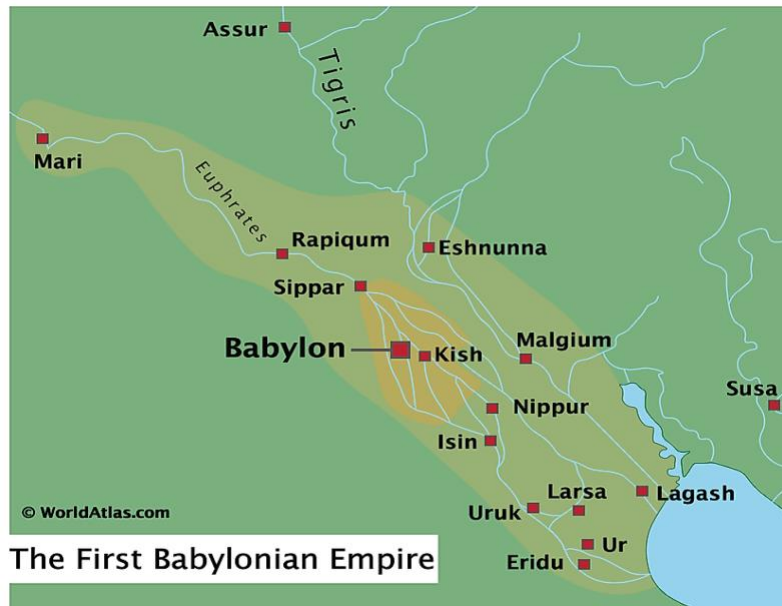 Assur
Tigris
Mari
Euphrates
Rapiqum
Eshnunna
Sippar
Babylon
Kish
Malgium
Susa
Nippur
Isin
Larsa
Lagash
Uruk
Ur
Eridu
© WorldAtlas.com
The First Babylonian Empire